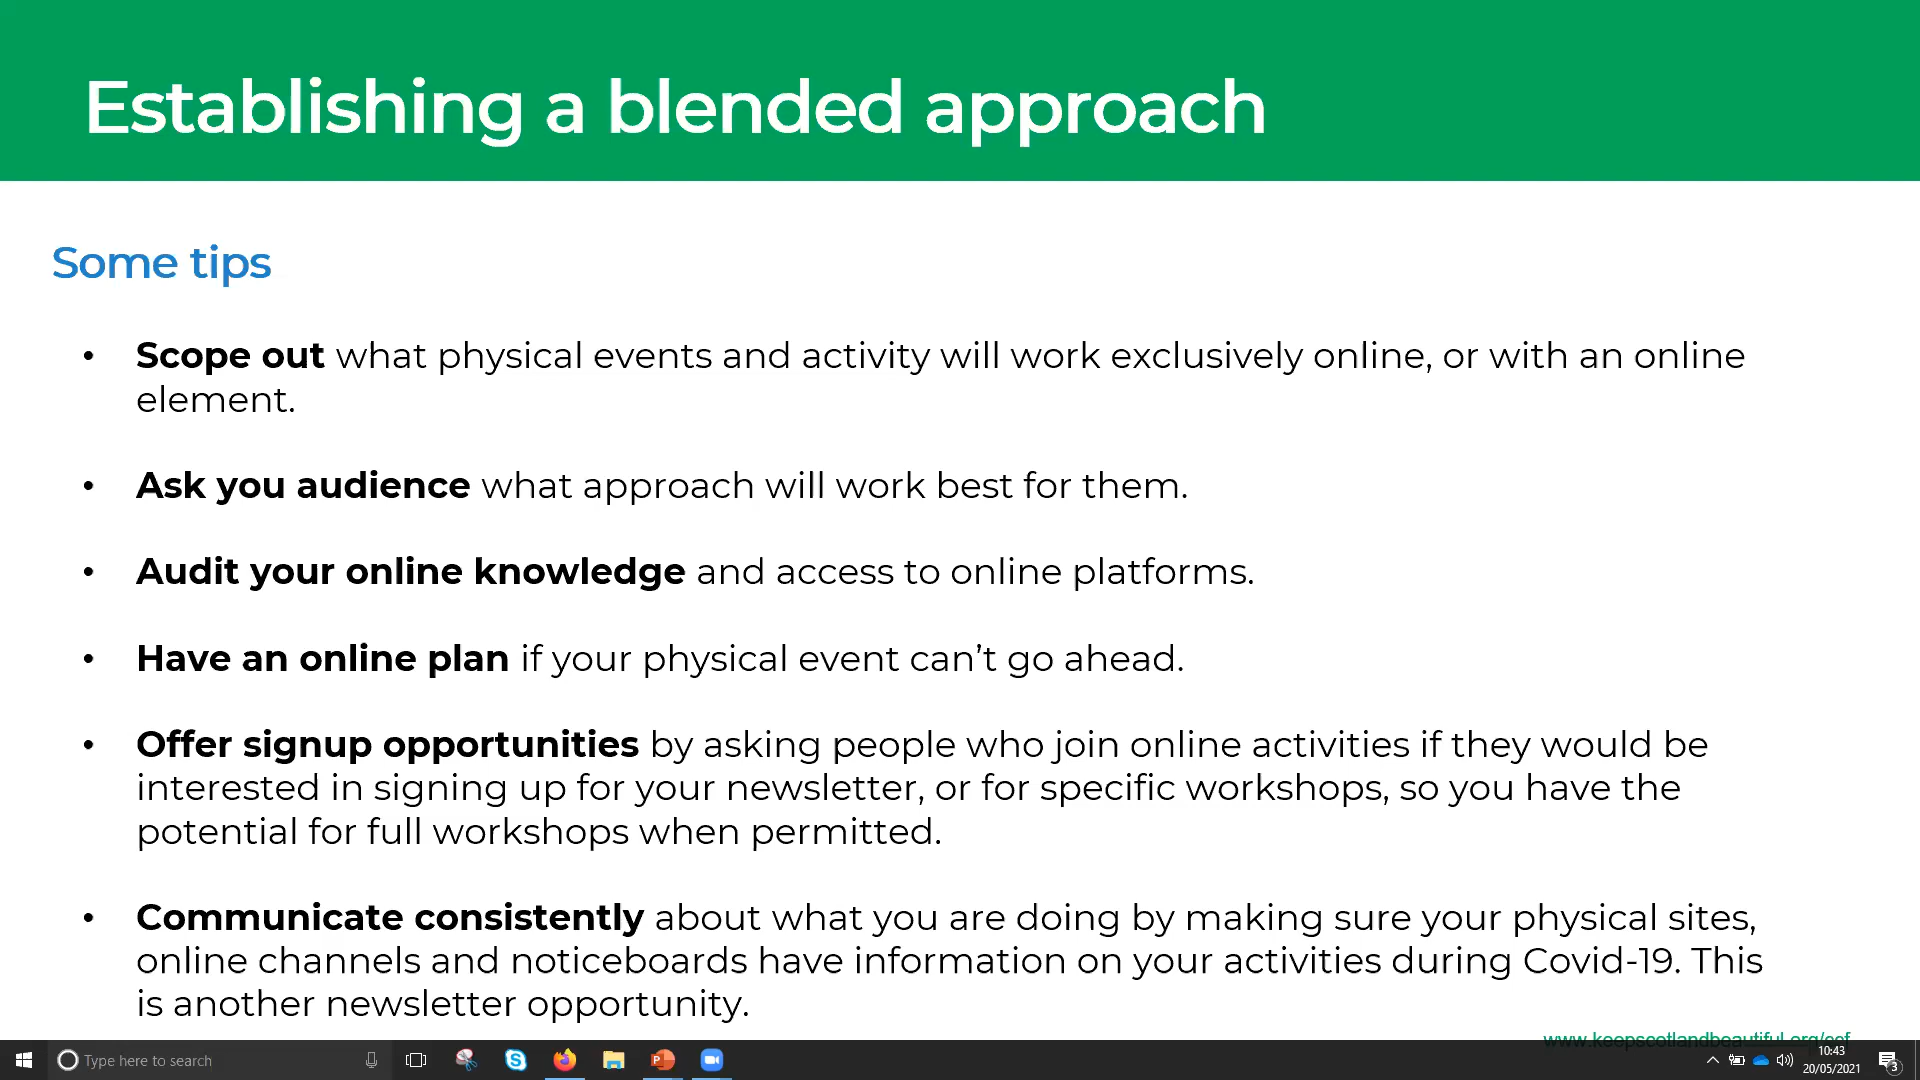 Establishing a blended approach
Some tips
• Scope out what physical events and activity will work exclusively online, or with an online
element.
• Ask you audience what approach will work best for them.
• Audit your online knowledge and access to online platforms.
• Have an online plan if your physical event can’t go ahead.
• Offer signup opportunities by asking people who join online activities if they would be
interested in signing up for your newsletter, or for specific workshops, so you have the
potential for full workshops when permitted.
• Communicate consistently about what you are doing by making sure your physical sites,
online channels and noticeboards have information on your activities during Covid-19. This
is another newsletter opportunity.
www.keepscotlandbeautiful.org/ccf
Type here to search
10:43
20/05/2021
3